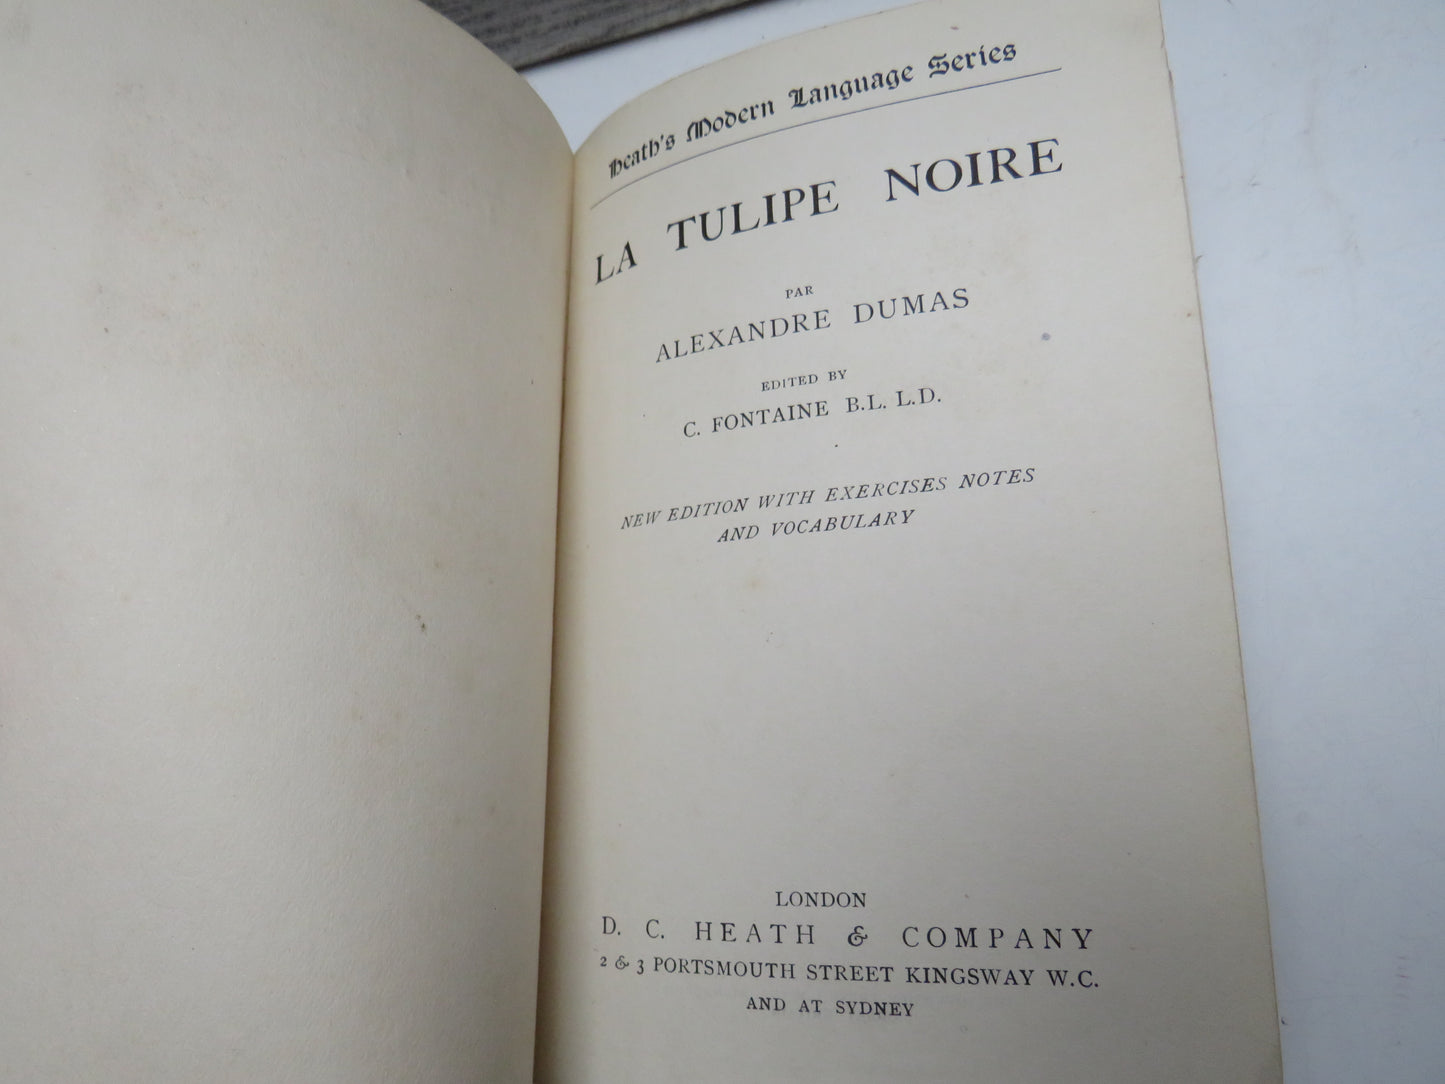 Heath's Modern Language Series
LA TULIPE NOIRE
PAR
ALEXANDRE DUMAS
EDITED BY
C. FONTAINE B.L. L.D.
NEW EDITION WITH EXERCISES NOTES
AND VOCABULARY
LONDON
D. C. HEATH & COMPANY
2 & 3 PORTSMOUTH STREET KINGSWAY W.C.
AND AT SYDNEY